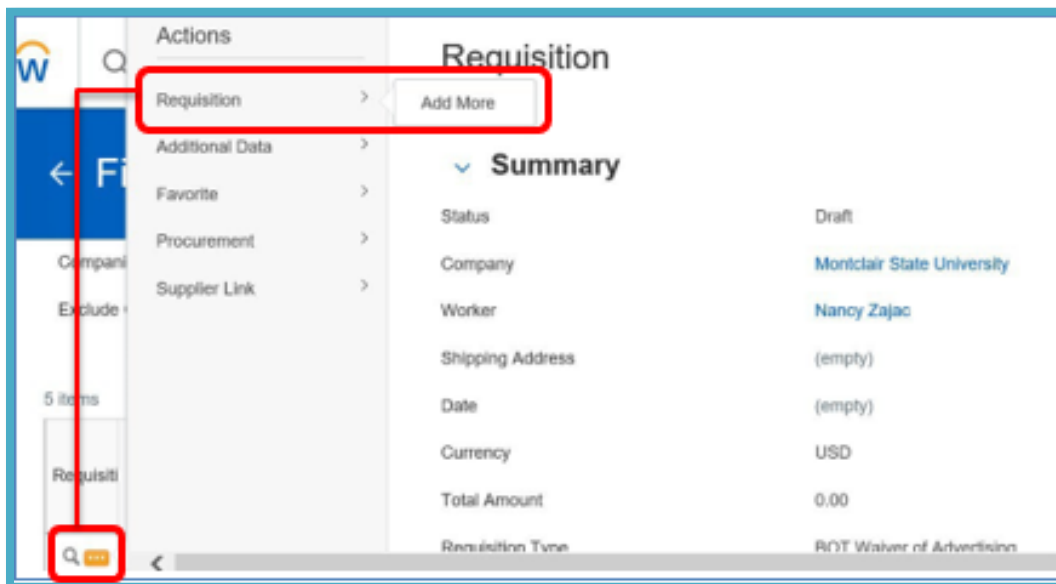 W
Actions
Requisition
Requisition
Add More
Additional Data
Summary
Favorite
Status
Draft
Procurement
Company
Montclair State University
Supplier Link
Worker
Nancy Zajac
Shipping Address
(empty)
5 items
Date
(empty)
Currency
USD
Total Amount
0.00
Requisition Type
BOT Waiver of Advertising